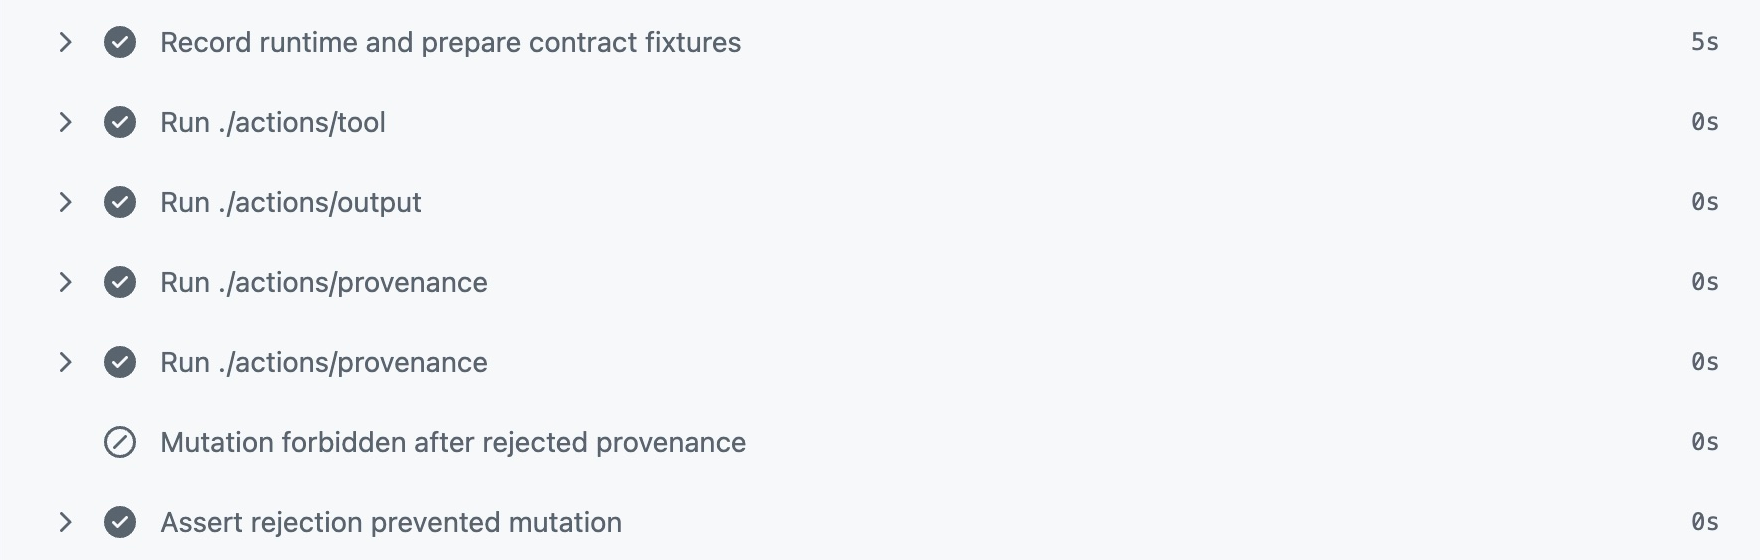 Record runtime and prepare contract fixtures 5s
Run ./actions/tool 0s
Run ./actions/output 0s
Run ./actions/provenance 0s
Run ./actions/provenance 0s
Mutation forbidden after rejected provenance 0s
Assert rejection prevented mutation 0s